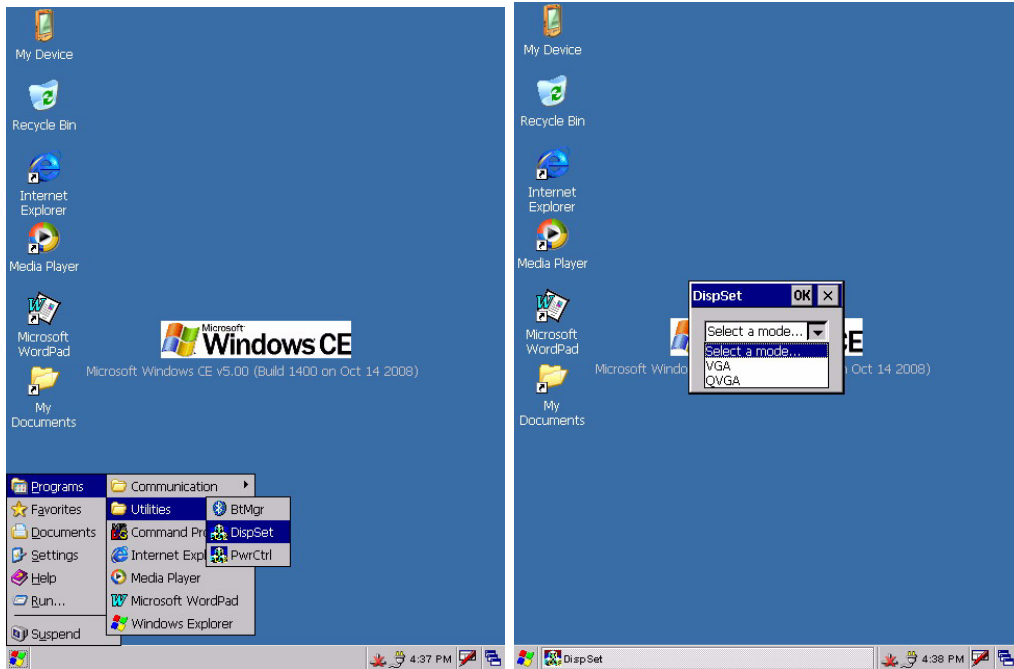 My Device
Recycle Bin
Internet
Explorer
Media Player
Microsoft
WordPad
My
Documents
Microsoft
Windows CE
Microsoft Windows CE v5.00 (Build 1400 on Oct 14 2008)
Programs
Favorites
Documents
Settings
Help
Run...
Suspend
Communication
Utilities
Command Pro
Internet Expl
Media Player
Microsoft WordPad
Windows Explorer
BtMgr
DispSet
PwrCtrl
4:37 PM
My Device
Recycle Bin
Internet
Explorer
Media Player
Microsoft
WordPad
My
Documents
DispSet OK
Select a mode...
Select a mode...
VGA
QVGA
CE
Microsoft Windo
Oct 14 2008)
DispSet
4:38 PM